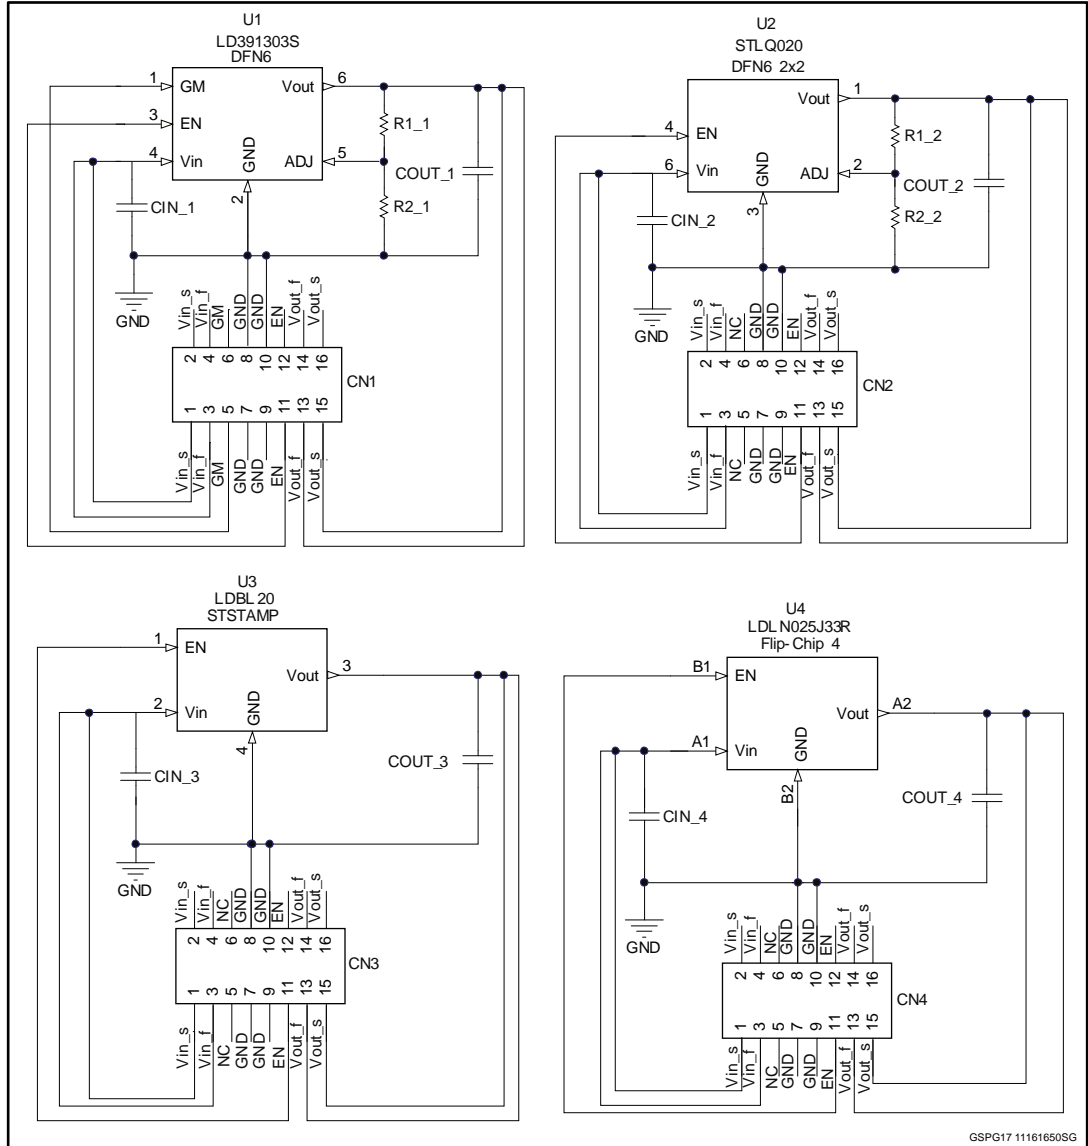 U1
LD391303S
DFN6
1 GM Vout 6
3 EN
R1_1
4 Vin GND ADJ 5
COUT_1
2
R2_1
CIN_1
GND
Vin_s Vin_f GM GND GND EN Vout_f Vout_s
2 4 6 8 10 12 14 16
CN1
1 3 5 7 9 11 13 15
Vin_s Vin_f GM GND GND EN Vout_f Vout_s
U2
STLQ020
DFN6 2x2
Vout 1
4 EN
R1_2
6 Vin GND ADJ 2
COUT_2
3
R2_2
CIN_2
GND
Vin_s Vin_f NC GND GND EN Vout_f Vout_s
2 4 6 8 10 12 14 16
CN2
1 3 5 7 9 11 13 15
Vin_s Vin_f NC GND GND EN Vout_f Vout_s
U3
LDBL20
STSTAMP
1 EN
Vout 3
2 Vin GND
4
COUT_3
CIN_3
GND
Vin_s Vin_f NC GND GND EN Vout_f Vout_s
2 4 6 8 10 12 14 16
CN3
1 3 5 7 9 11 13 15
Vin_s Vin_f NC GND GND EN Vout_f Vout_s
U4
LDLN025J33R
Flip-Chip 4
B1 EN
Vout A2
A1 Vin GND
B2
COUT_4
CIN_4
GND
Vin_s Vin_f NC GND GND EN Vout_f Vout_s
2 4 6 8 10 12 14 16
CN4
1 3 5 7 9 11 13 15
Vin_s Vin_f NC GND GND EN Vout_f Vout_s
GSPG17 11161650SG